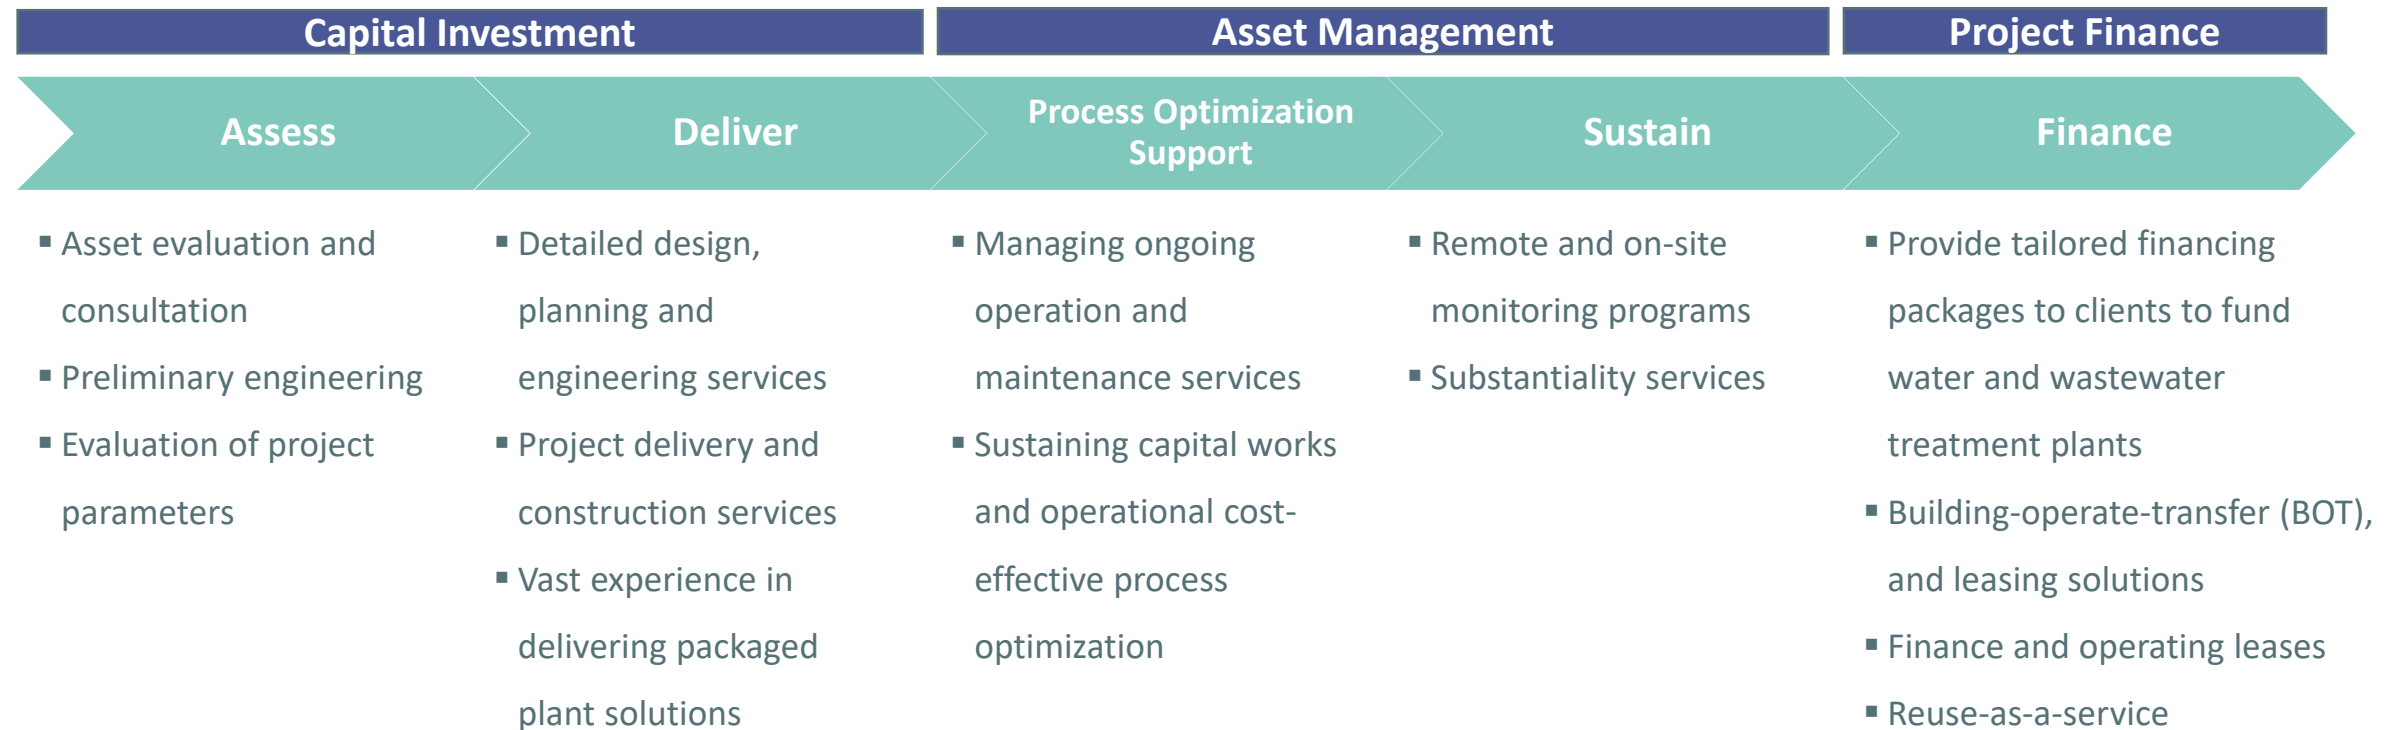 Capital Investment
Asset Management
Project Finance
Assess
Deliver
Process Optimization
Support
Sustain
Finance
▪ Asset evaluation and
consultation
▪ Preliminary engineering
▪ Evaluation of project
parameters
▪ Detailed design,
planning and
engineering services
▪ Project delivery and
construction services
▪ Vast experience in
delivering packaged
plant solutions
▪ Managing ongoing
operation and
maintenance services
▪ Sustaining capital works
and operational cost-
effective process
optimization
▪ Remote and on-site
monitoring programs
▪ Substantiality services
▪ Provide tailored financing
packages to clients to fund
water and wastewater
treatment plants
▪ Building-operate-transfer (BOT),
and leasing solutions
▪ Finance and operating leases
▪ Reuse-as-a-service